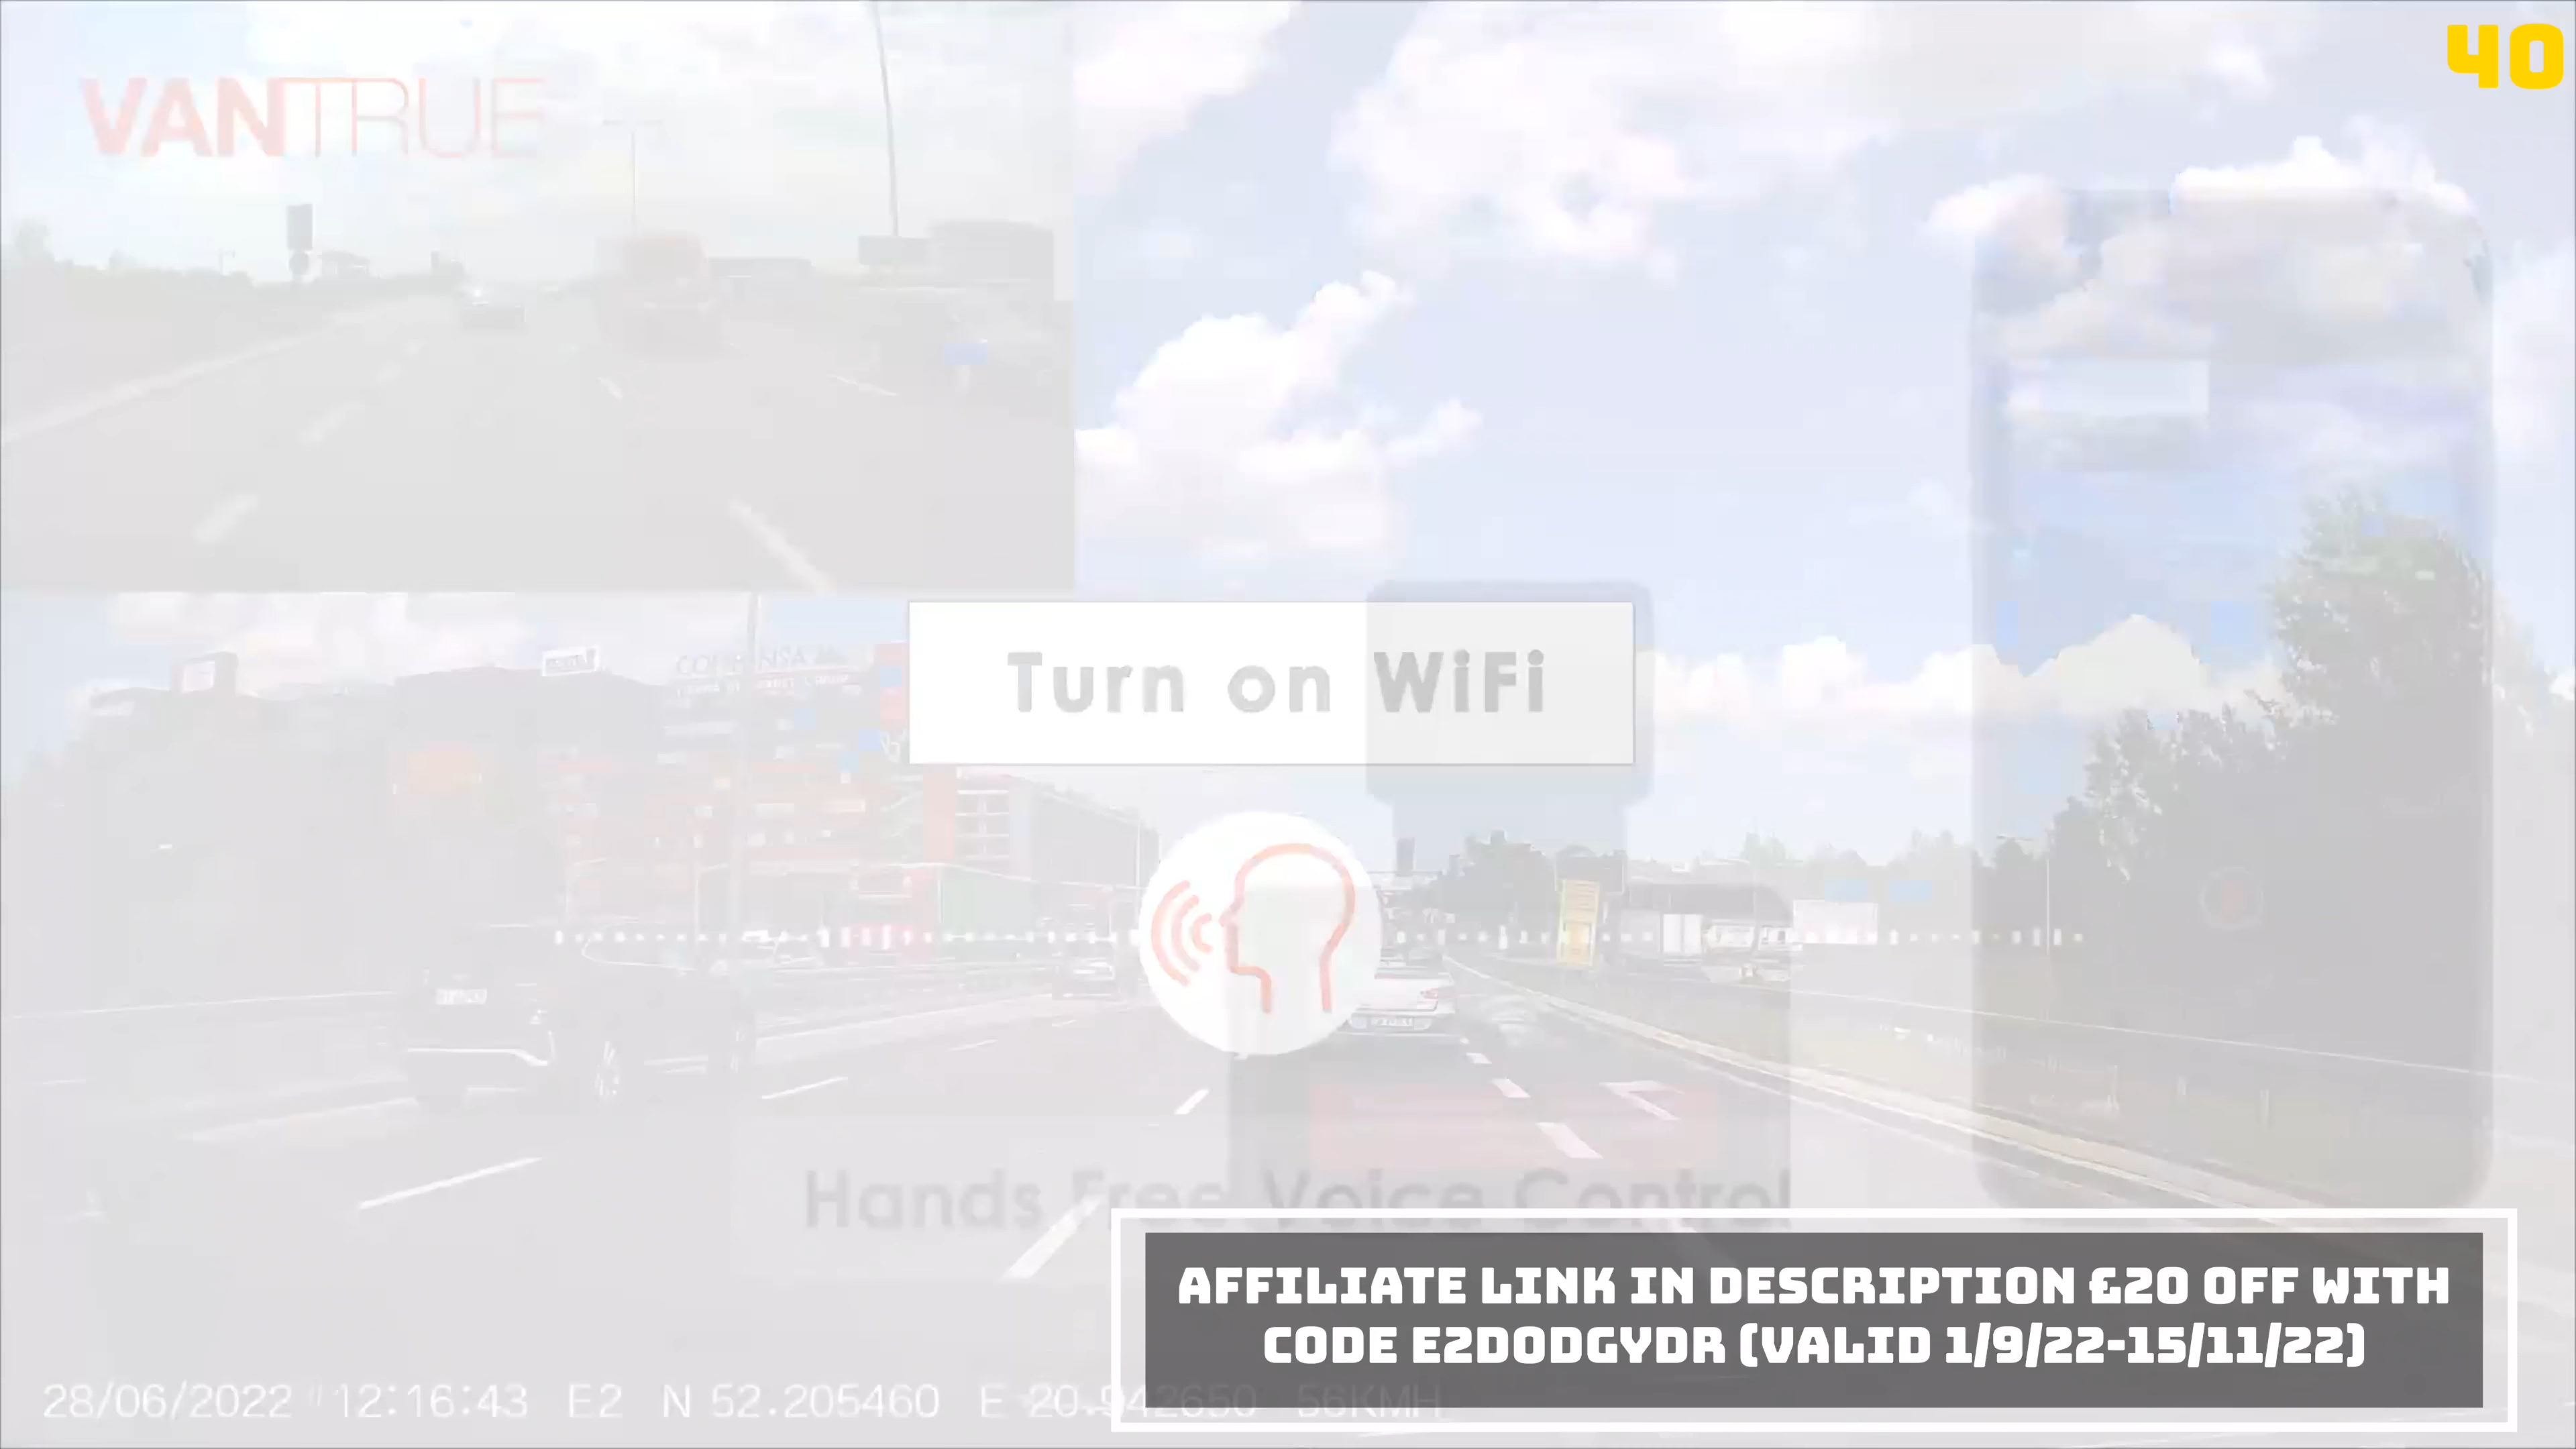 40
VANTRUE
Turn on WiFi
Hands Free Voice Control
AFFILIATE LINK IN DESCRIPTION £20 OFF WITH
CODE E2DODGYDR (VALID 1/9/22-15/11/22)
28/06/2022 12:16:43 E2 N 52.205460 E 20.942650 56KMH